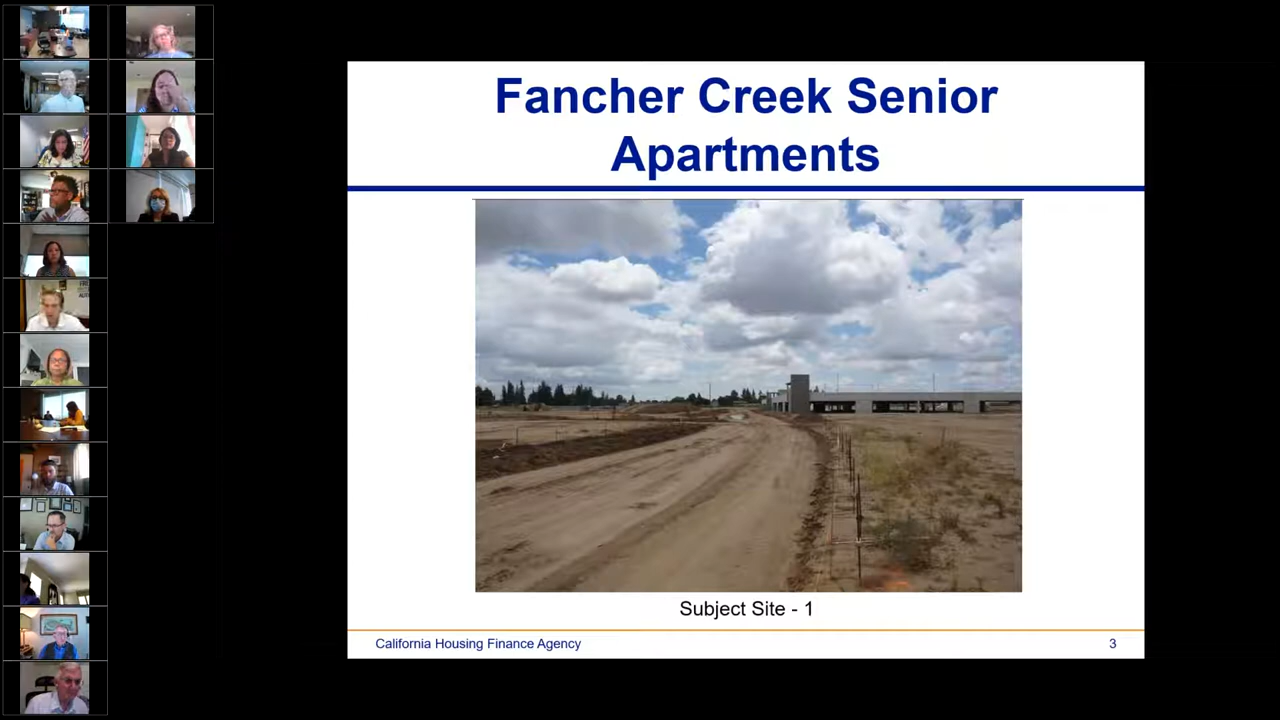 Fancher Creek Senior
Apartments
Subject Site - 1
California Housing Finance Agency
3